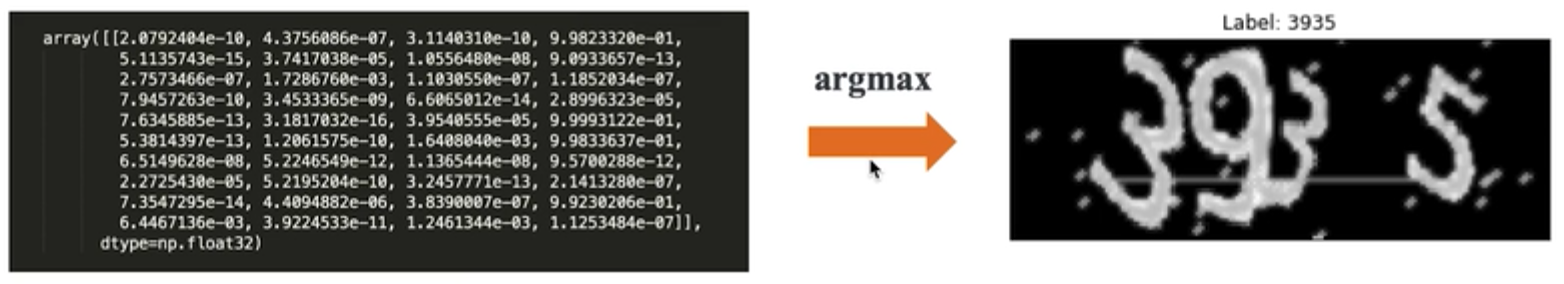 array([[2.0792404e-10, 4.3756086e-07, 3.1140310e-10, 9.9823320e-01,
5.1135743e-15, 3.7417038e-05, 1.0556480e-08, 9.0933657e-13,
2.7573466e-07, 1.7286760e-03, 1.1030550e-07, 1.1852034e-07,
7.9457263e-10, 3.4533365e-09, 6.6065012e-14, 2.8996323e-05,
7.6345885e-13, 3.1817032e-16, 3.9540555e-05, 9.9993122e-01,
5.3814397e-13, 1.2061575e-10, 1.6408040e-03, 9.9833637e-01,
6.5149628e-08, 5.2246549e-12, 1.1365444e-08, 9.5700288e-12,
2.2725430e-05, 5.2195204e-10, 3.2457771e-13, 2.1413280e-07,
7.3547295e-14, 4.4094882e-06, 3.8390007e-07, 9.9230206e-01,
6.4467136e-03, 3.9224533e-11, 1.2461344e-03, 1.1253484e-07]],
dtype=np.float32)
argmax
Label: 3935
3935